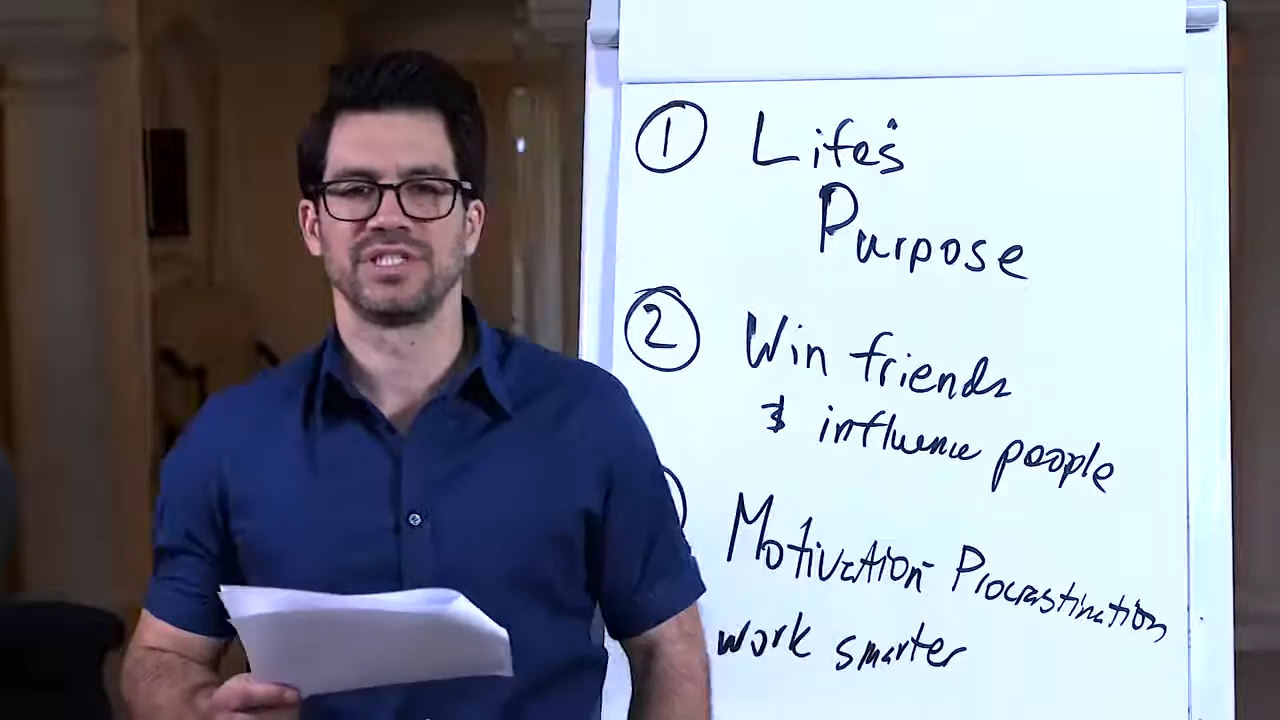 1 Life's
Purpose
2 Win friends
& influence people
Motivation - Procrastination
work smarter